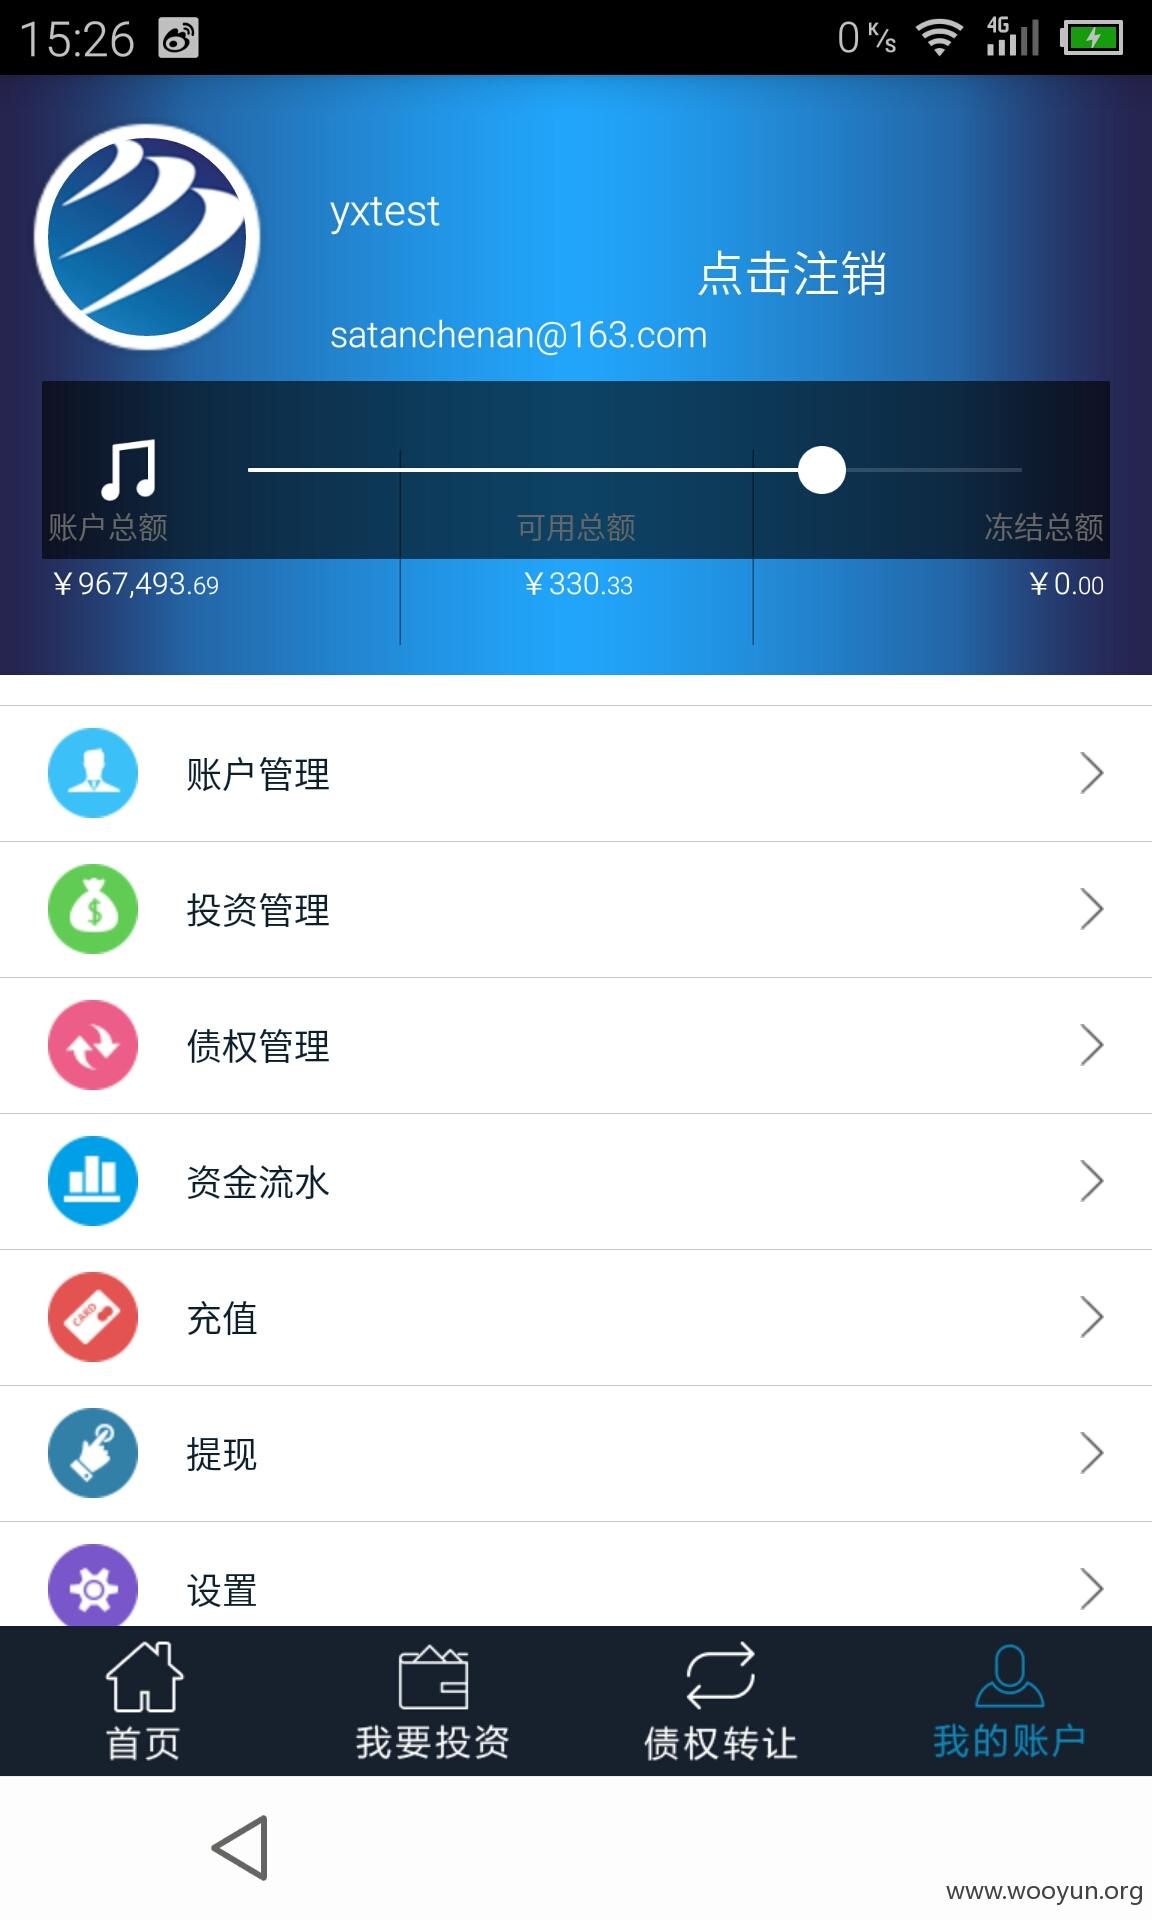 15:26
0 K/S
4G
yxtest
点击注销
satanchenan@163.com
账户总额
可用总额
冻结总额
￥967,493.69
￥330.33
￥0.00
账户管理
投资管理
债权管理
资金流水
CARD
充值
提现
设置
首页
我要投资
债权转让
我的账户
www.wooyun.org